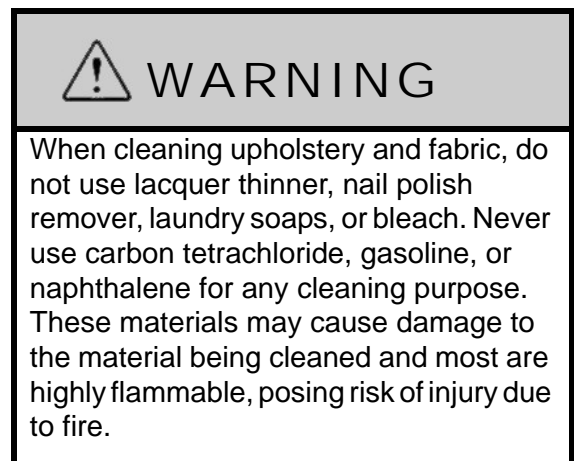 WARNING
When cleaning upholstery and fabric, do
not use lacquer thinner, nail polish
remover, laundry soaps, or bleach. Never
use carbon tetrachloride, gasoline, or
naphthalene for any cleaning purpose.
These materials may cause damage to
the material being cleaned and most are
highly flammable, posing risk of injury due
to fire.